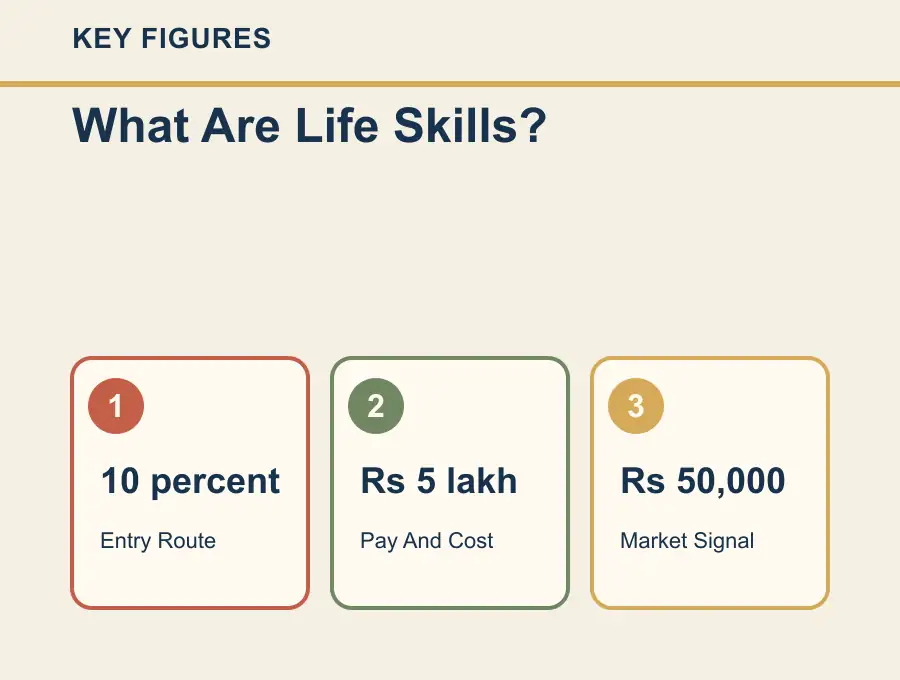 KEY FIGURES
What Are Life Skills?
1
10 percent
Entry Route
2
Rs 5 lakh
Pay And Cost
3
Rs 50,000
Market Signal